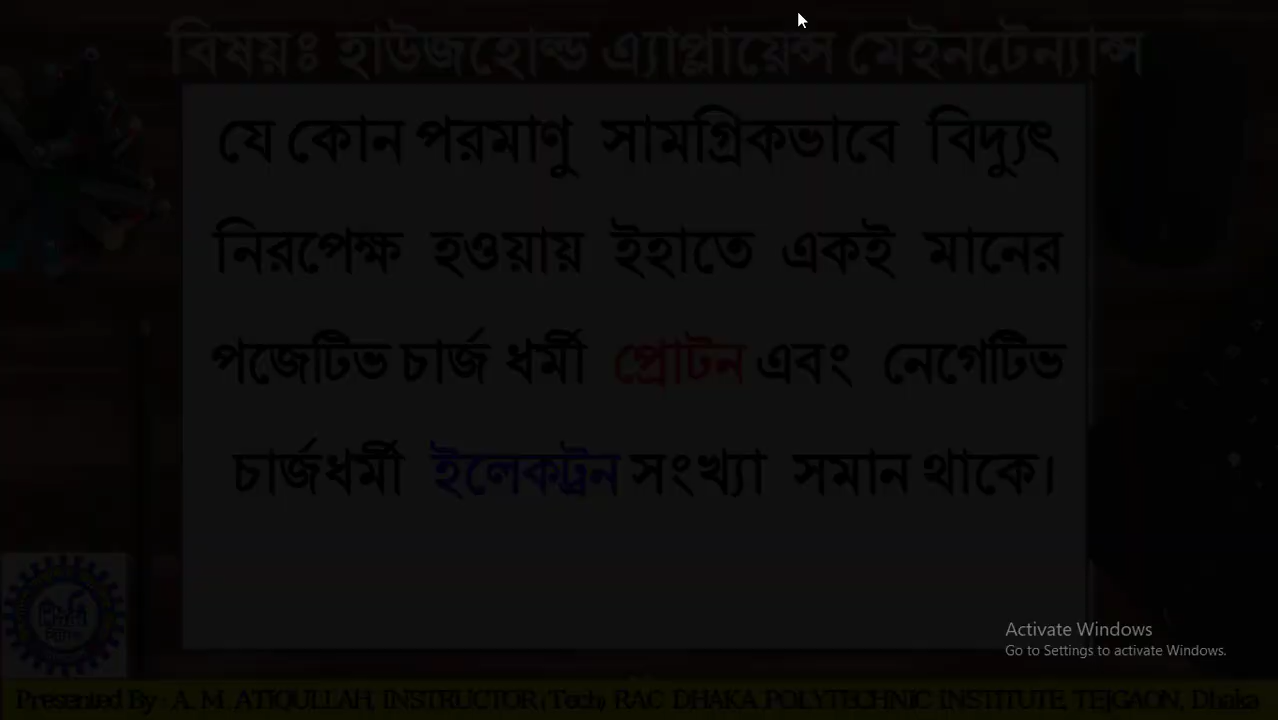 বিষয়ঃ হাউজহোল্ড এ্যাপ্লায়েন্স মেইনটেন্যান্স
যে কোন পরমাণু সামগ্রিকভাবে বিদ্যুৎ
নিরপেক্ষ হওয়ায় ইহাতে একই মানের
পজেটিভ চার্জ ধর্মী প্রোটন এবং নেগেটিভ
চার্জধর্মী ইলেকট্রন সংখ্যা সমান থাকে।
Activate Windows
Go to Settings to activate Windows.
Presented By : A. M. ATIQULLAH, INSTRUCTOR (Tech), RAC DHAKA POLYTECHNIC INSTITUTE, TEJGAON, Dhaka